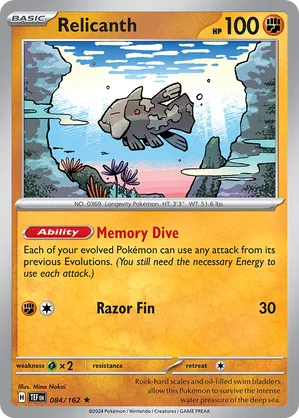 BASIC
Relicanth
HP 100
NO. 0369 Longevity Pokémon HT: 3'3" WT: 51.6 lbs
Ability Memory Dive
Each of your evolved Pokémon can use any attack from its
previous Evolutions. (You still need the necessary Energy to
use each attack.)
Razor Fin 30
Illus. Mina Nakai
weakness ×2 resistance retreat
H TEF EN 084/162 ★
Rock-hard scales and oil-filled swim bladders
allow this Pokémon to survive the intense
water pressure of the deep sea.
©2024 Pokémon / Nintendo / Creatures / GAME FREAK